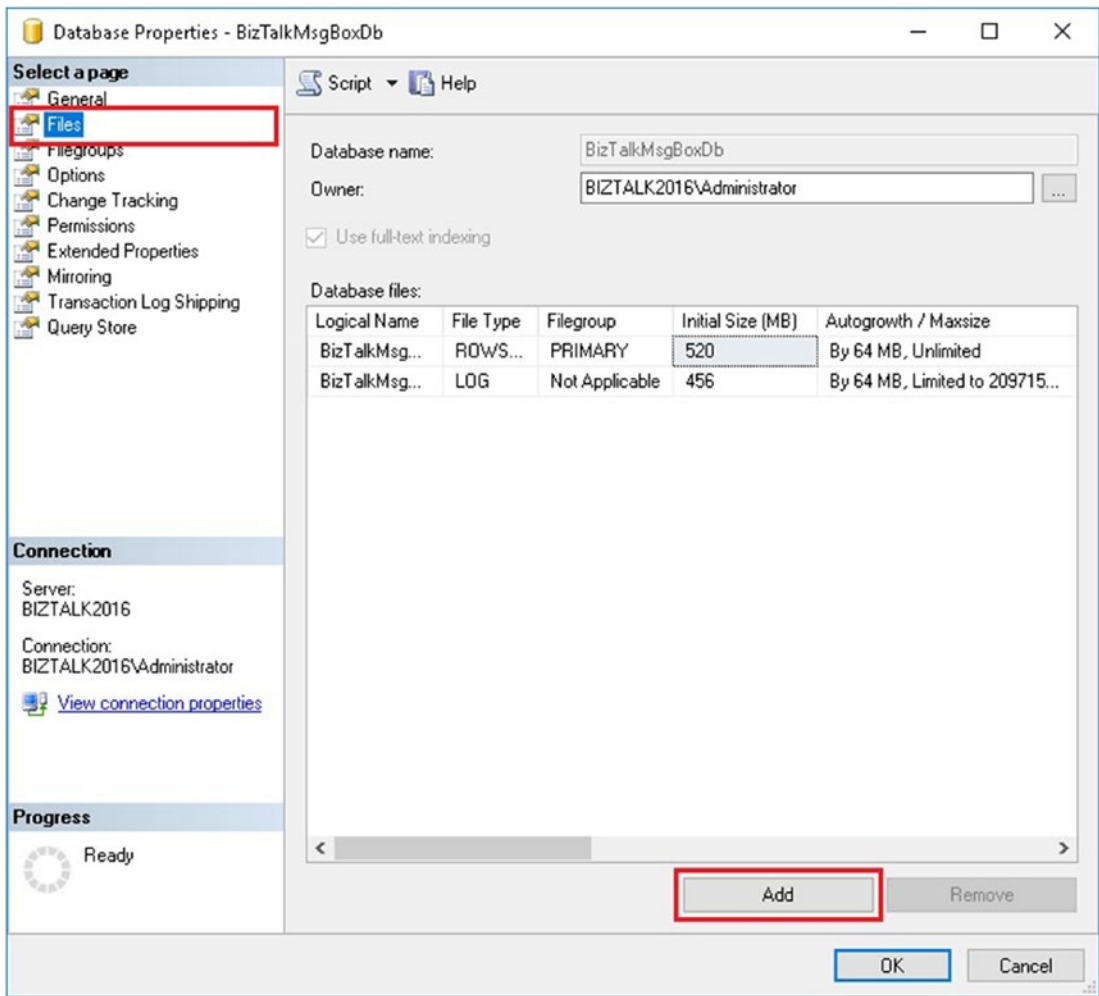 Database Properties - BizTalkMsgBoxDb
Select a page
General
Files
Filegroups
Options
Change Tracking
Permissions
Extended Properties
Mirroring
Transaction Log Shipping
Query Store
Script Help
Database name: BizTalkMsgBoxDb
Owner: BIZTALK2016\Administrator ...
Use full-text indexing
Database files:
Logical Name File Type Filegroup Initial Size (MB) Autogrowth / Maxsize
BizTalkMsg... ROWS... PRIMARY 520 By 64 MB, Unlimited
BizTalkMsg... LOG Not Applicable 456 By 64 MB, Limited to 209715...
Connection
Server:
BIZTALK2016
Connection:
BIZTALK2016\Administrator
View connection properties
Progress
Ready
Add Remove
OK Cancel